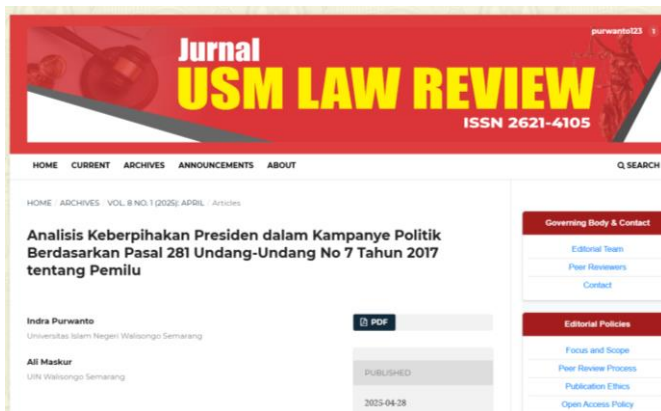 purwanto123 1
Jurnal
USM LAW REVIEW
ISSN 2621-4105
HOME CURRENT ARCHIVES ANNOUNCEMENTS ABOUT
SEARCH
HOME / ARCHIVES / VOL. 8 NO. 1 (2025): APRIL / Articles
Analisis Keberpihakan Presiden dalam Kampanye Politik
Berdasarkan Pasal 281 Undang-Undang No 7 Tahun 2017
tentang Pemilu
Indra Purwanto
Universitas Islam Negeri Walisongo Semarang
Ali Maskur
UIN Walisongo Semarang
PDF
PUBLISHED
2025-04-28
Governing Body & Contact
Editorial Team
Peer Reviewers
Contact
Editorial Policies
Focus and Scope
Peer Review Process
Publication Ethics
Open Access Policy